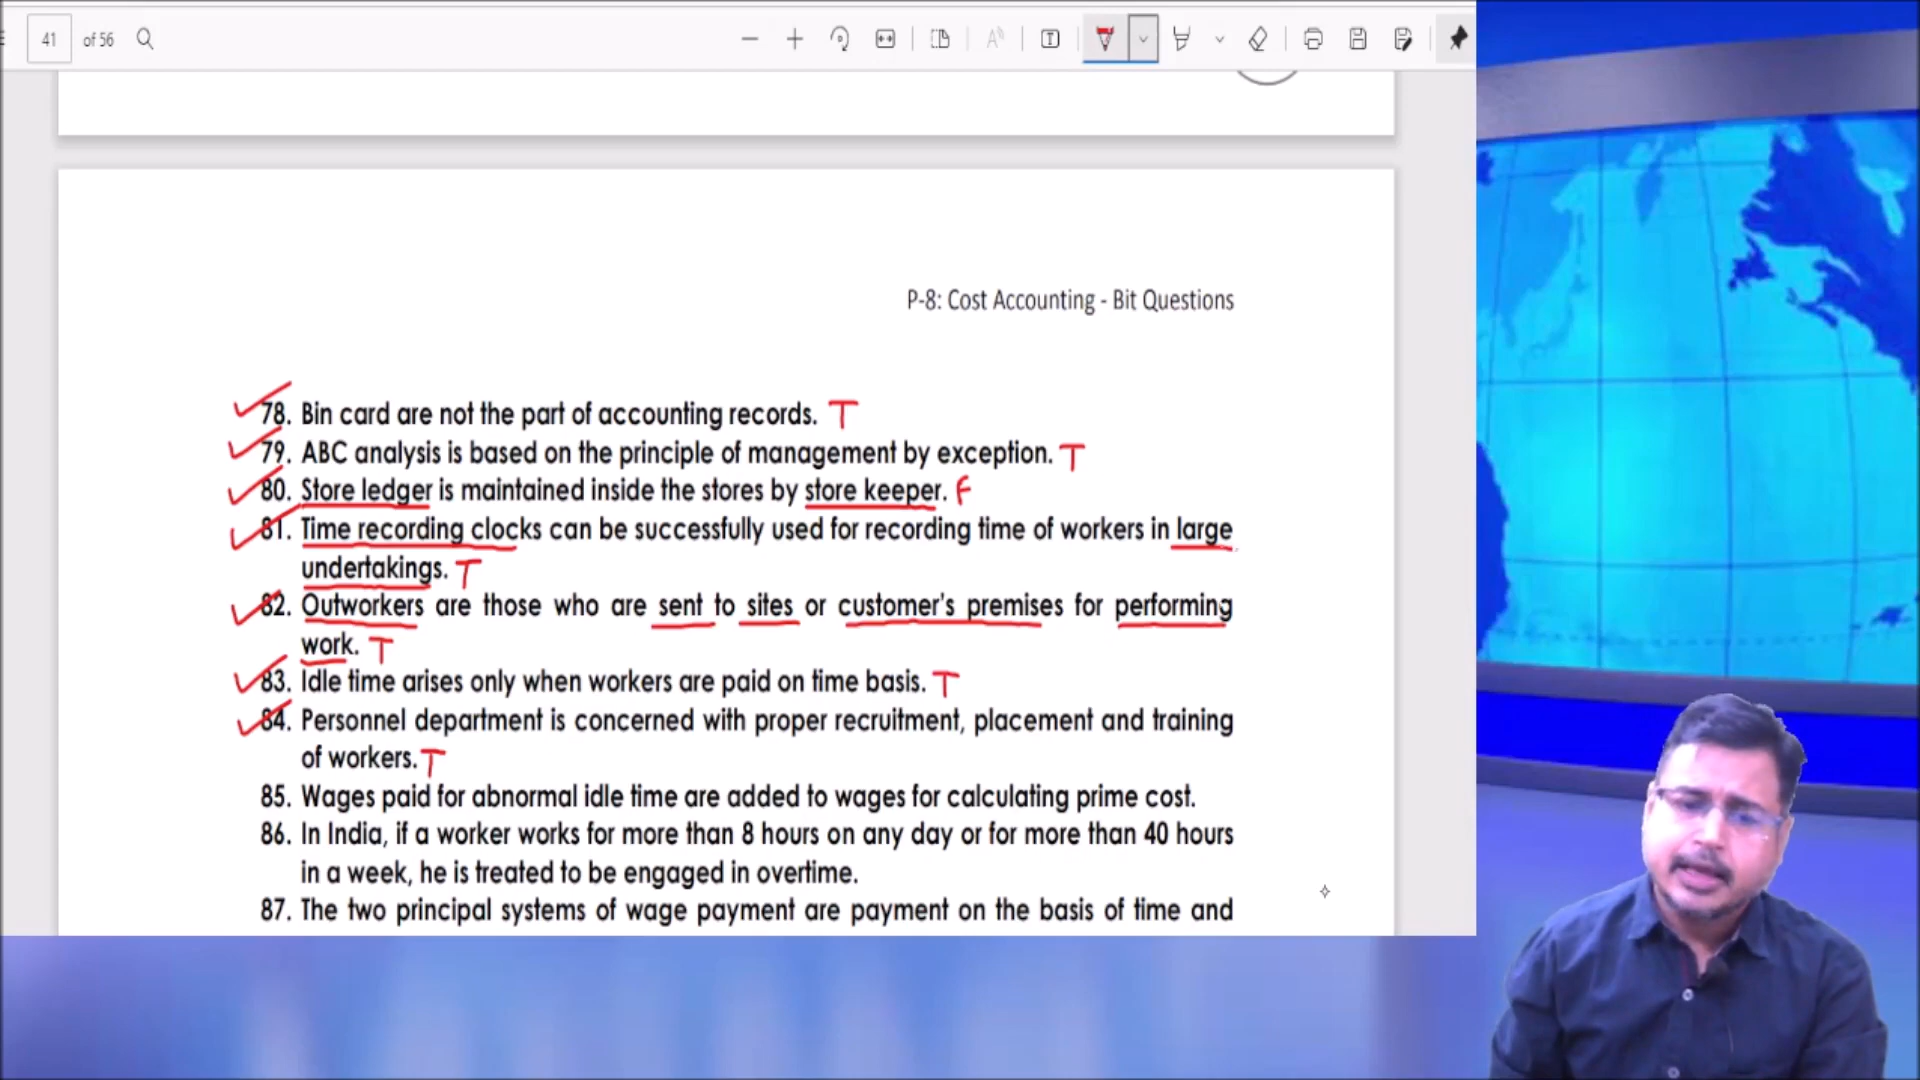 41 of 56
P-8: Cost Accounting - Bit Questions
78. Bin card are not the part of accounting records. T
79. ABC analysis is based on the principle of management by exception. T
80. Store ledger is maintained inside the stores by store keeper. F
81. Time recording clocks can be successfully used for recording time of workers in large
undertakings. T
82. Outworkers are those who are sent to sites or customer's premises for performing
work. T
83. Idle time arises only when workers are paid on time basis. T
84. Personnel department is concerned with proper recruitment, placement and training
of workers. T
85. Wages paid for abnormal idle time are added to wages for calculating prime cost.
86. In India, if a worker works for more than 8 hours on any day or for more than 40 hours
in a week, he is treated to be engaged in overtime.
87. The two principal systems of wage payment are payment on the basis of time and